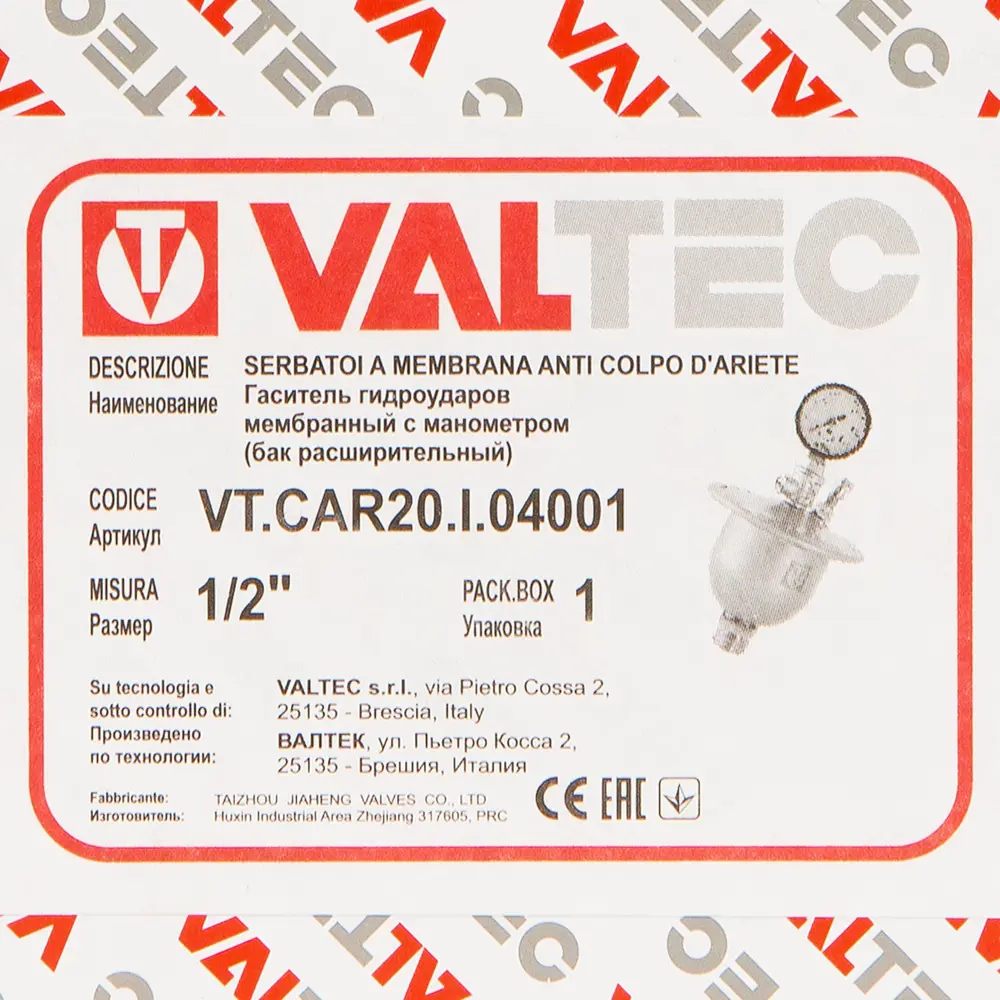 VALTEC
DESCRIZIONE SERBATOI A MEMBRANA ANTI COLPO D'ARIETE
Наименование Гаситель гидроударов
мембранный с манометром
(бак расширительный)
CODICE VT.CAR20.I.04001
Артикул
MISURA 1/2" PACK.BOX 1
Размер Упаковка
Su tecnologia e VALTEC s.r.l., via Pietro Cossa 2,
sotto controllo di: 25135 - Brescia, Italy
Произведено ВАЛТЕК, ул. Пьетро Косса 2,
по технологии: 25135 - Брешия, Италия
CE EAC
Fabbricante: TAIZHOU JIAHENG VALVES CO., LTD
Изготовитель: Huxin Industrial Area Zhejiang 317605, PRC